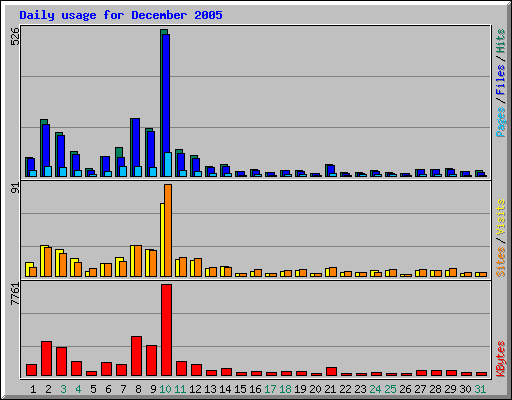 Daily usage for December 2005
526
Pages / Files / Hits
91
Sites / Visits
7761
KBytes
1 2 3 4 5 6 7 8 9 10 11 12 13 14 15 16 17 18 19 20 21 22 23 24 25 26 27 28 29 30 31